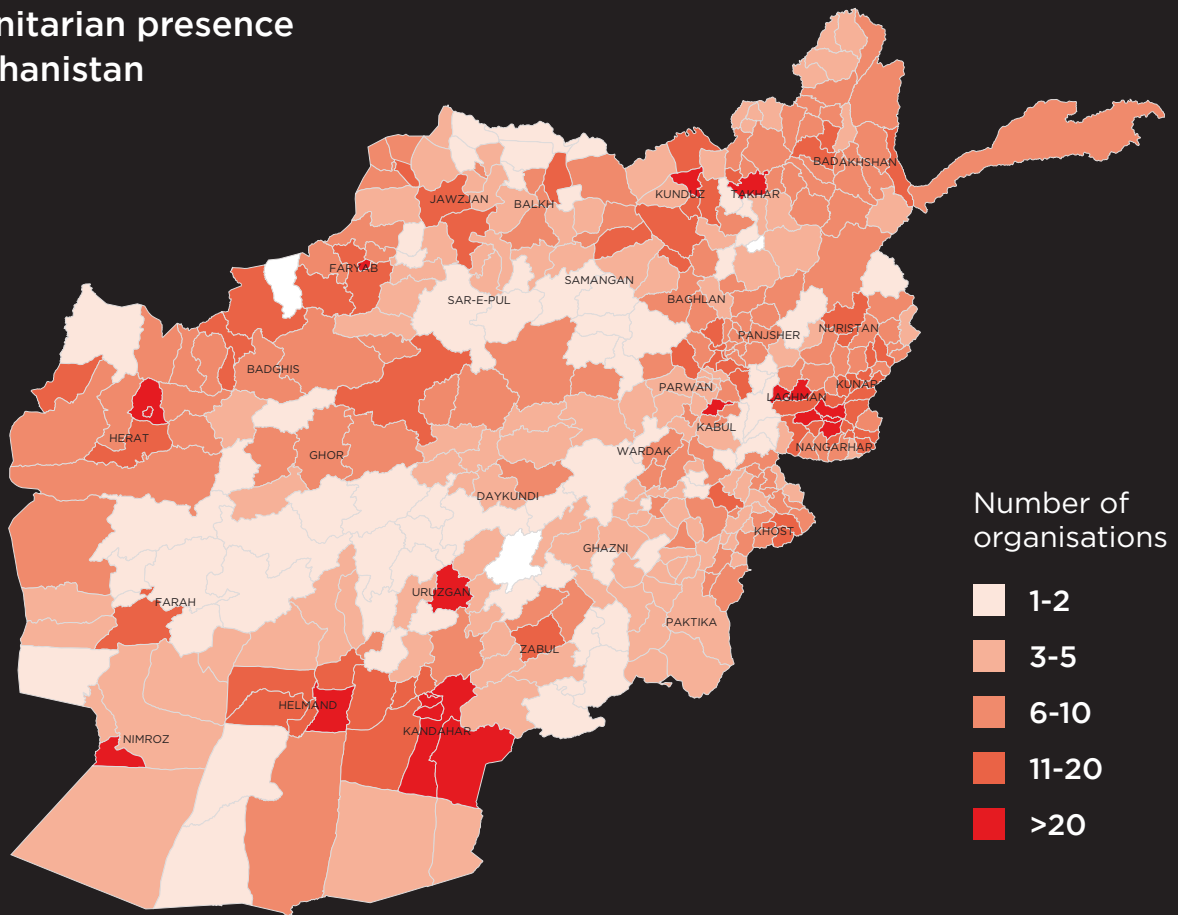 nitarian presence
hanistan
BADAKHSHAN
JAWZJAN
BALKH
KUNDUZ
TAKHAR
FARYAB
SAR-E-PUL
SAMANGAN
BAGHLAN
PANJSHER
NURISTAN
BADGHIS
PARWAN
KUNAR
LAGHMAN
HERAT
GHOR
KABUL
WARDAK
NANGARHAR
DAYKUNDI
KHOST
GHAZNI
FARAH
URUZGAN
PAKTIKA
ZABUL
HELMAND
KANDAHAR
NIMROZ
Number of
organisations
1-2
3-5
6-10
11-20
>20